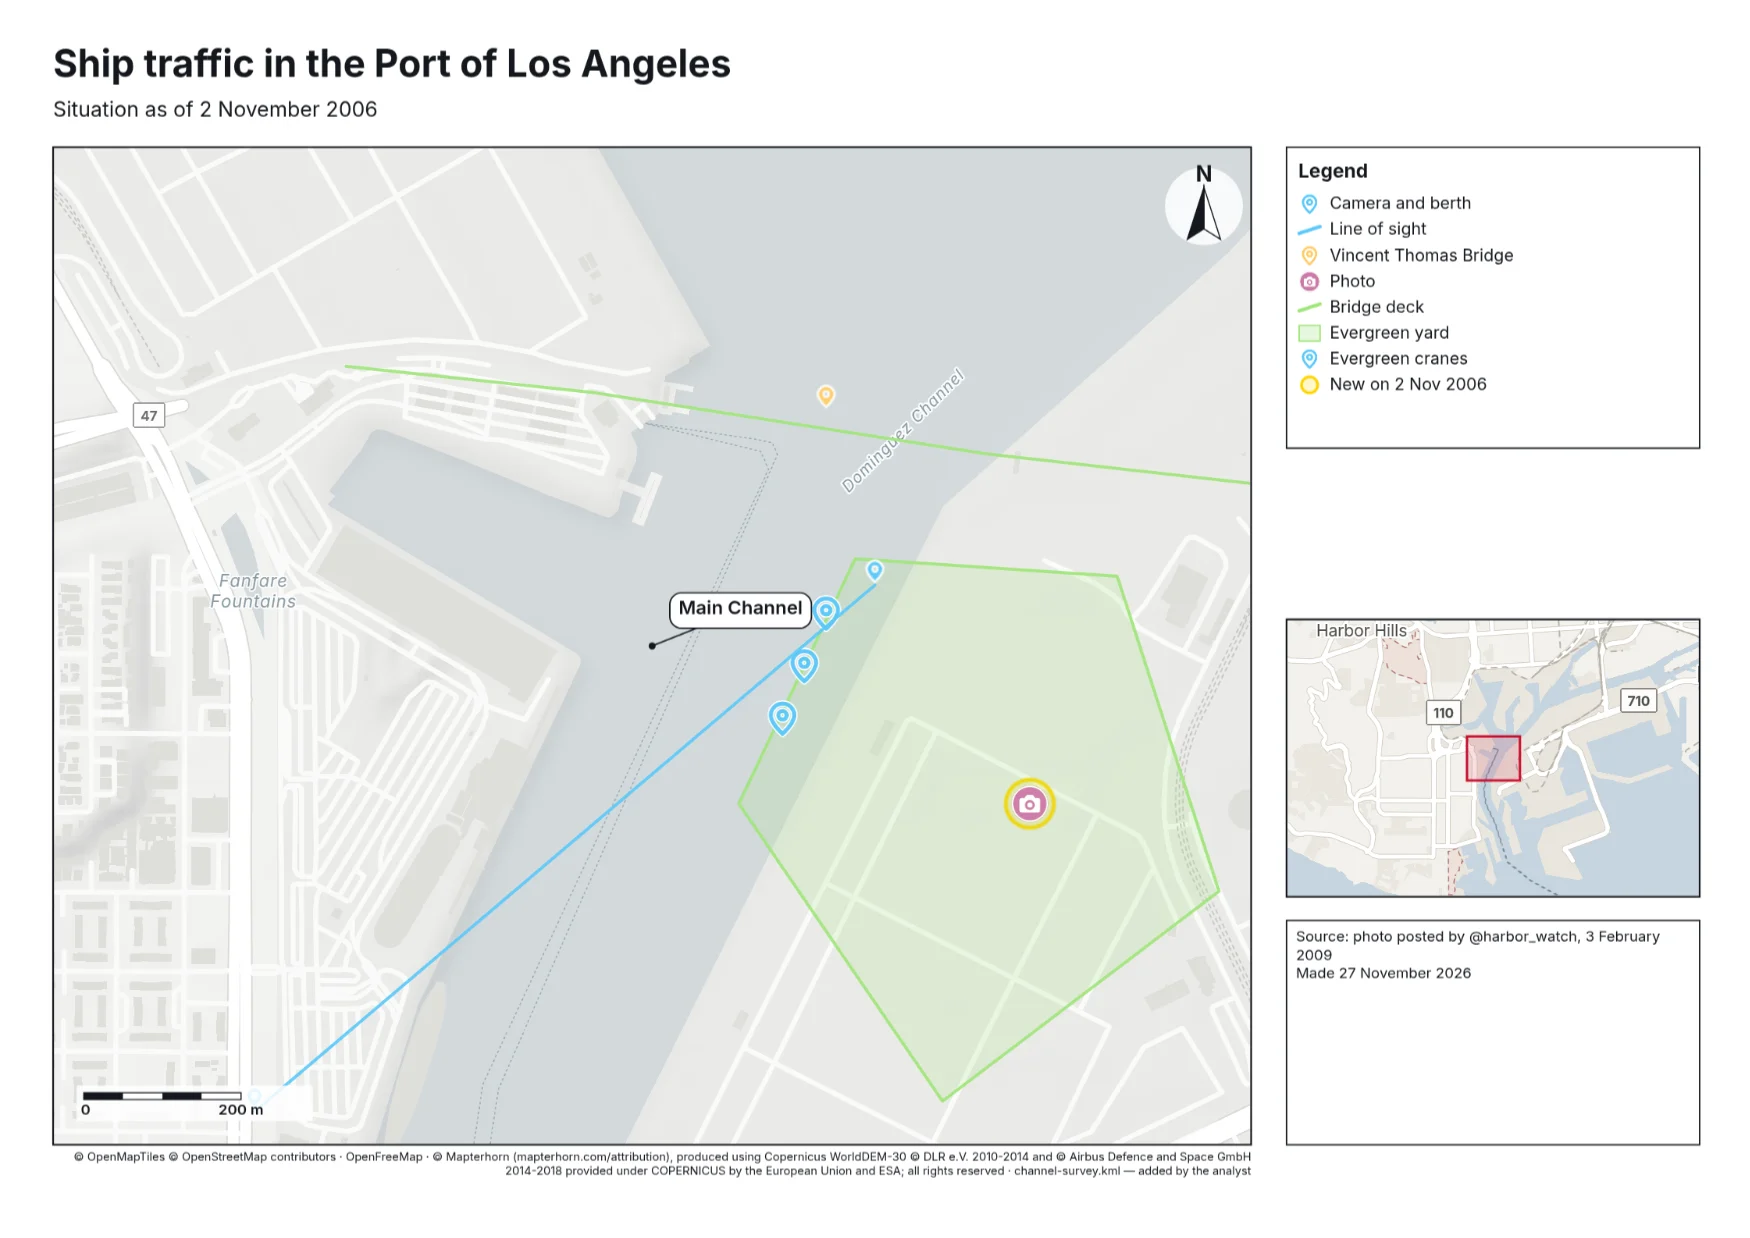 Ship traffic in the Port of Los Angeles
Situation as of 2 November 2006
N
47
Dominguez Channel
Fanfare
Fountains
Main Channel
0
200 m
Legend
Camera and berth
Line of sight
Vincent Thomas Bridge
Photo
Bridge deck
Evergreen yard
Evergreen cranes
New on 2 Nov 2006
Harbor Hills
110
710
Source: photo posted by @harbor_watch, 3 February
2009
Made 27 November 2026
© OpenMapTiles © OpenStreetMap contributors · OpenFreeMap · © Mapterhorn (mapterhorn.com/attribution), produced using Copernicus WorldDEM-30 © DLR e.V. 2010-2014 and © Airbus Defence and Space GmbH
2014-2018 provided under COPERNICUS by the European Union and ESA; all rights reserved · channel-survey.kml — added by the analyst